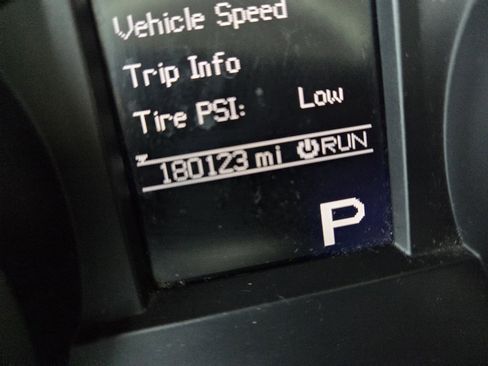 Vehicle Speed
Trip Info
Tire PSI: Low
180123 mi RUN
P